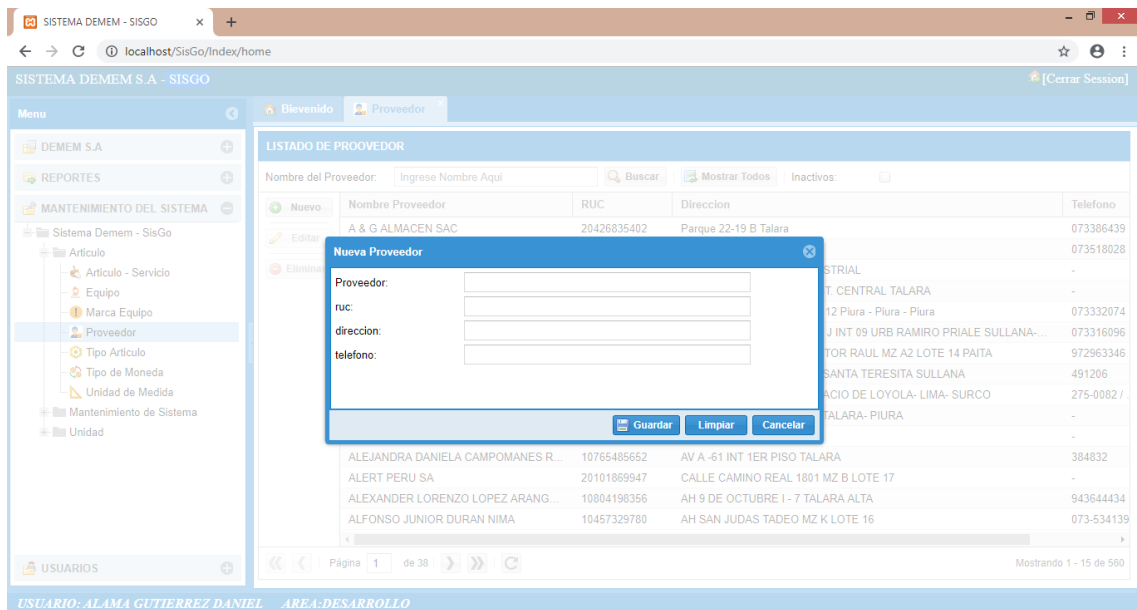 SISTEMA DEMEM - SISGO
localhost/SisGo/Index/home
SISTEMA DEMEM S.A - SISGO [Cerrar Session]
Menu
Bievenido Proveedor
DEMEM S.A
REPORTES
MANTENIMIENTO DEL SISTEMA
Sistema Demem - SisGo
Articulo
Articulo - Servicio
Equipo
Marca Equipo
Proveedor
Tipo Articulo
Tipo de Moneda
Unidad de Medida
Mantenimiento de Sistema
Unidad
USUARIOS
LISTADO DE PROOVEDOR
Nombre del Proveedor: Ingrese Nombre Aqui Buscar Mostrar Todos Inactivos:
Nuevo
Editar
Elimina
Nombre Proveedor RUC Direccion Telefono
A & G ALMACEN SAC 20426835402 Parque 22-19 B Talara 073386439
073518028
STRIAL -
T. CENTRAL TALARA -
12 Piura - Piura - Piura 073332074
J INT 09 URB RAMIRO PRIALE SULLANA-... 073316096
TOR RAUL MZ A2 LOTE 14 PAITA 972963346
SANTA TERESITA SULLANA 491206
ACIO DE LOYOLA- LIMA- SURCO 275-0082 /
TALARA- PIURA -
-
ALEJANDRA DANIELA CAMPOMANES R... 10765485652 AV A -61 INT 1ER PISO TALARA 384832
ALERT PERU SA 20101869947 CALLE CAMINO REAL 1801 MZ B LOTE 17 -
ALEXANDER LORENZO LOPEZ ARANG... 10804198356 AH 9 DE OCTUBRE I - 7 TALARA ALTA 943644434
ALFONSO JUNIOR DURAN NIMA 10457329780 AH SAN JUDAS TADEO MZ K LOTE 16 073-534139
Nueva Proveedor
Proveedor:
ruc:
direccion:
telefono:
Guardar Limpiar Cancelar
Página 1 de 38 Mostrando 1 - 15 de 560
USUARIO: ALAMA GUTIERREZ DANIEL AREA:DESARROLLO